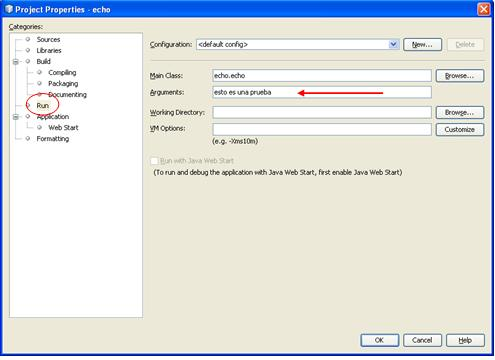 Project Properties - echo
Categories:
Sources
Libraries
Build
Compiling
Packaging
Documenting
Run
Application
Web Start
Formatting
Configuration: <default config> New... Delete
Main Class: echo.echo Browse...
Arguments: esto es una prueba
Working Directory: Browse...
VM Options: Customize
(e.g. -Xms10m)
Run with Java Web Start
(To run and debug the application with Java Web Start, first enable Java Web Start)
OK Cancel Help